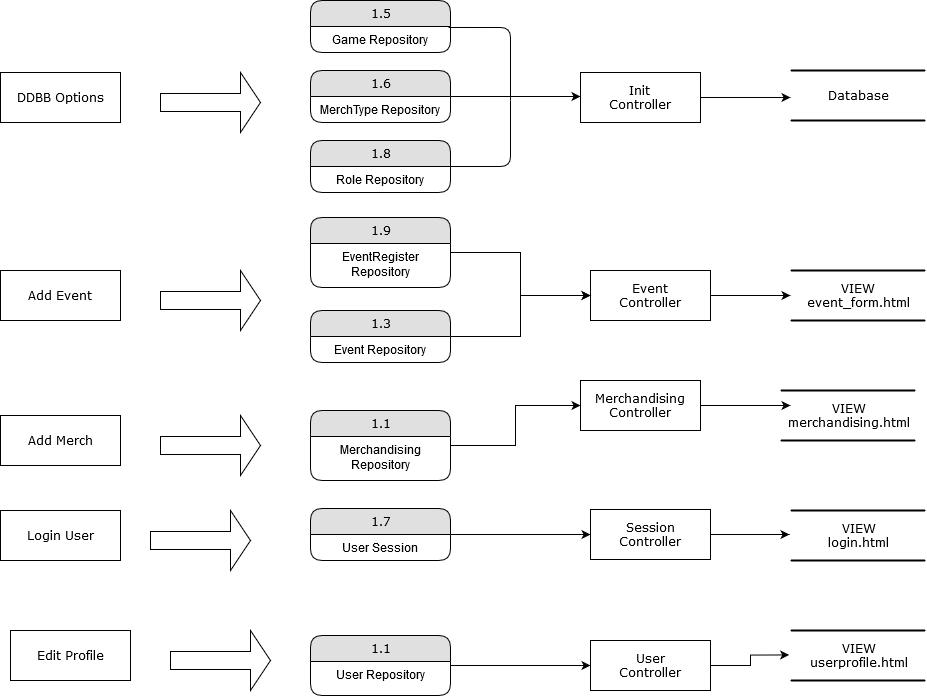 1.5
Game Repository
DDBB Options
1.6
MerchType Repository
Init
Controller
Database
1.8
Role Repository
1.9
EventRegister
Repository
Add Event
Event
Controller
VIEW
event_form.html
1.3
Event Repository
Add Merch
1.1
Merchandising
Repository
Merchandising
Controller
VIEW
merchandising.html
Login User
1.7
User Session
Session
Controller
VIEW
login.html
Edit Profile
1.1
User Repository
User
Controller
VIEW
userprofile.html